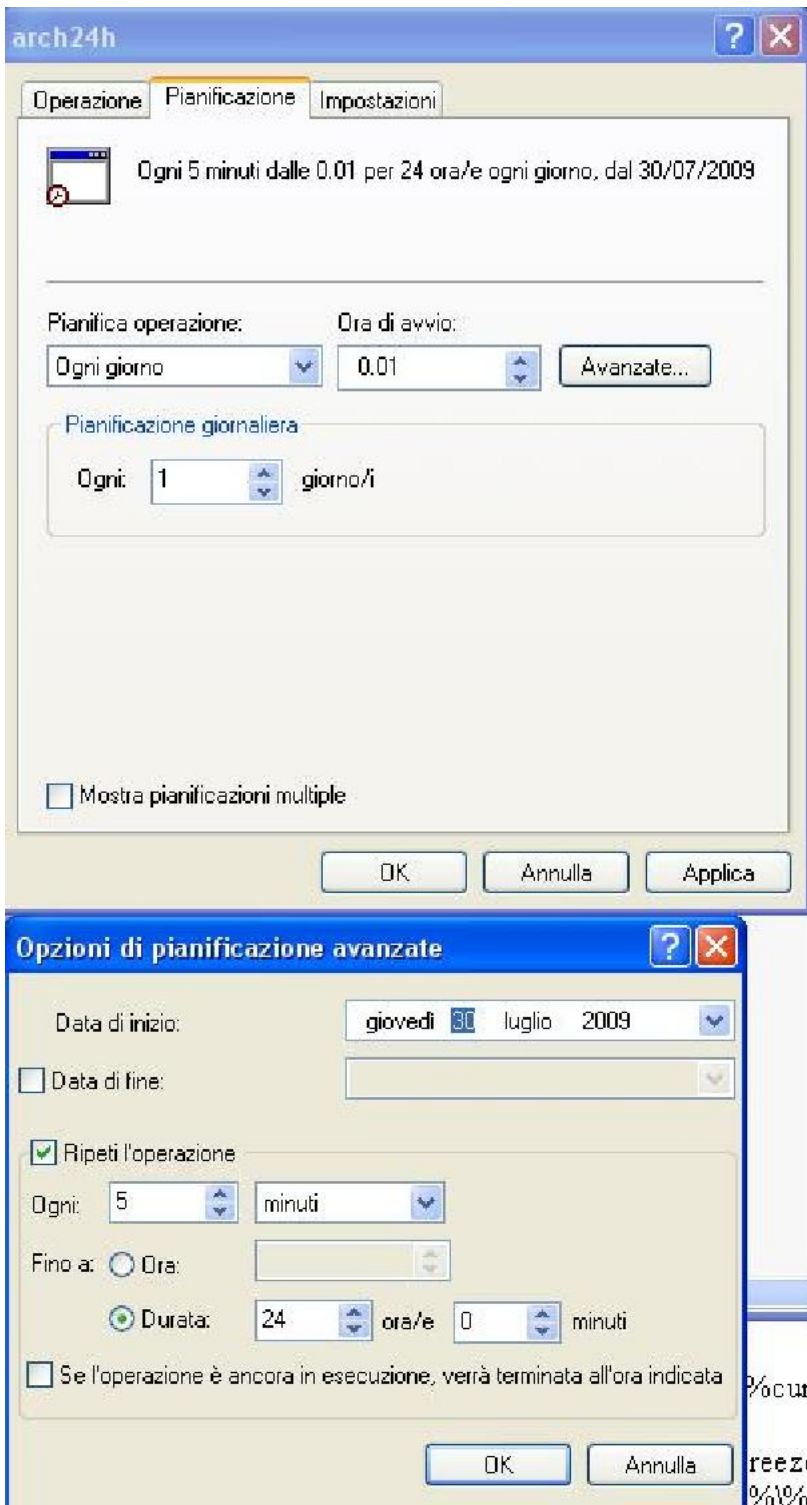 arch24h
Operazione Pianificazione Impostazioni
Ogni 5 minuti dalle 0.01 per 24 ora/e ogni giorno, dal 30/07/2009
Pianifica operazione: Ora di avvio:
Ogni giorno 0.01 Avanzate...
Pianificazione giornaliera
Ogni: 1 giorno/i
Mostra pianificazioni multiple
OK Annulla Applica
Opzioni di pianificazione avanzate
Data di inizio: giovedì 30 luglio 2009
Data di fine:
Ripeti l'operazione
Ogni: 5 minuti
Fino a: Ora:
Durata: 24 ora/e 0 minuti
Se l'operazione è ancora in esecuzione, verrà terminata all'ora indicata
OK Annulla